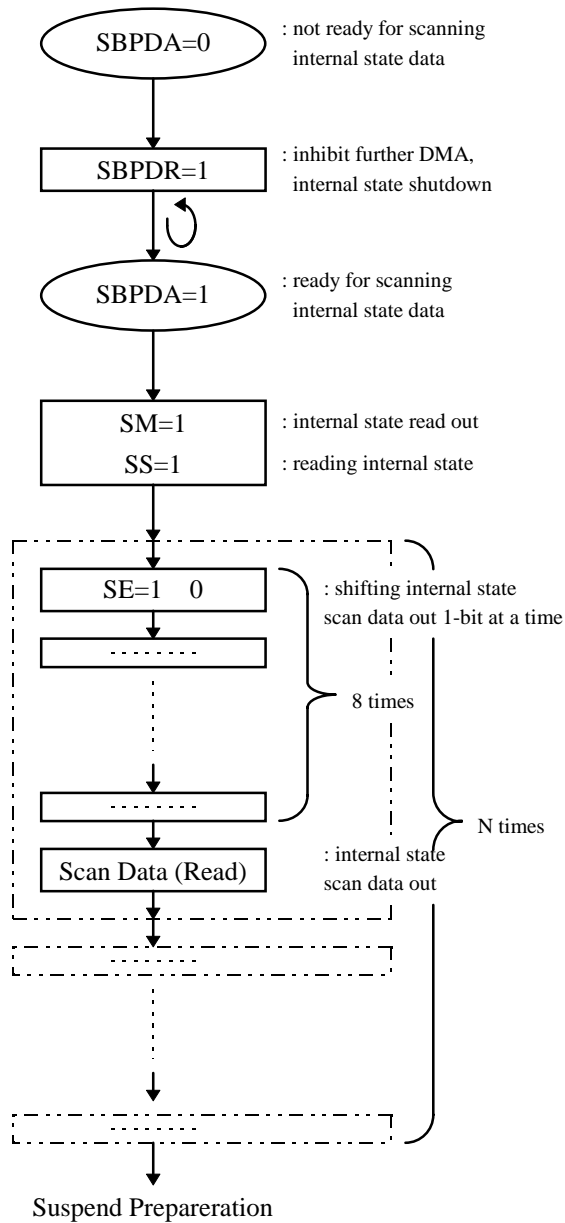 SBPDA=0
: not ready for scanning
internal state data
SBPDR=1
: inhibit further DMA,
internal state shutdown
SBPDA=1
: ready for scanning
internal state data
SM=1
: internal state read out
SS=1
: reading internal state
SE=1 0
: shifting internal state
scan data out 1-bit at a time
8 times
N times
Scan Data (Read)
: internal state
scan data out
Suspend Prepareration